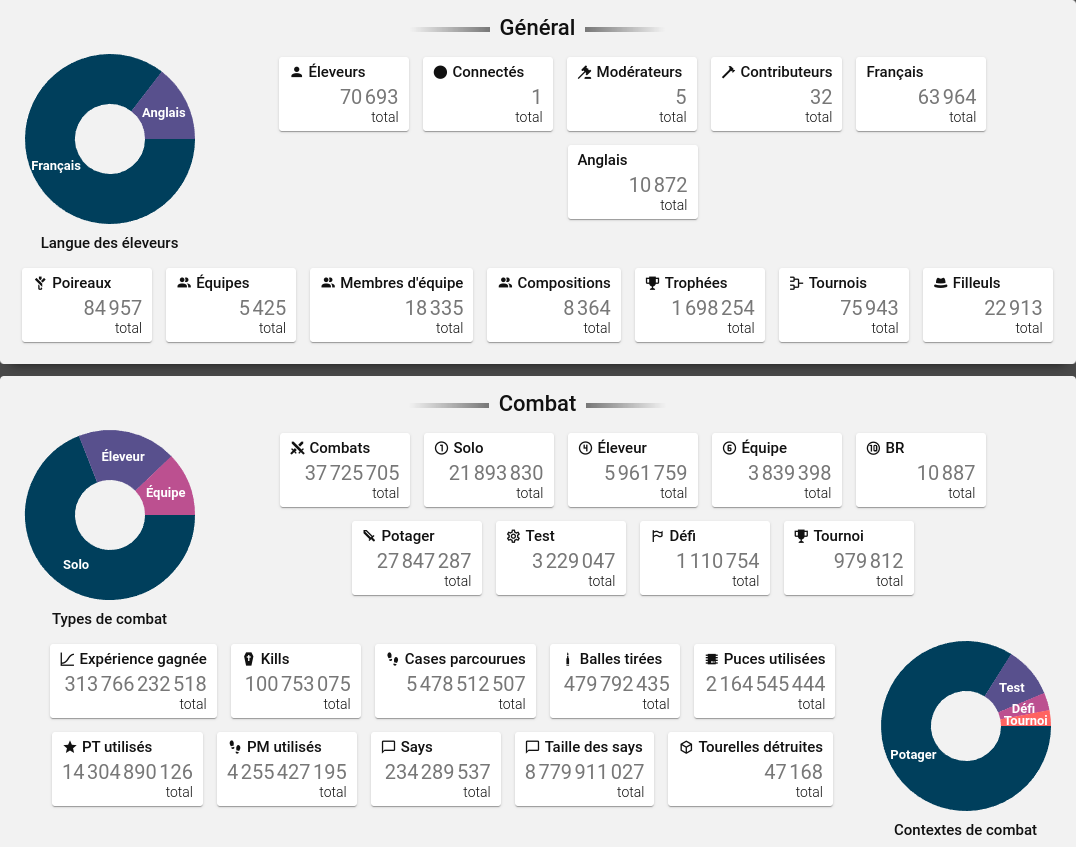 Général
Anglais
Français
Langue des éleveurs
Éleveurs
70 693
total
Connectés
1
total
Modérateurs
5
total
Contributeurs
32
total
Français
63 964
total
Anglais
10 872
total
Poireaux
84 957
total
Équipes
5 425
total
Membres d'équipe
18 335
total
Compositions
8 364
total
Trophées
1 698 254
total
Tournois
75 943
total
Filleuls
22 913
total
Combat
Éleveur
Équipe
Solo
Types de combat
Combats
37 725 705
total
1 Solo
21 893 830
total
4 Éleveur
5 961 759
total
6 Équipe
3 839 398
total
10 BR
10 887
total
Potager
27 847 287
total
Test
3 229 047
total
Défi
1 110 754
total
Tournoi
979 812
total
Expérience gagnée
313 766 232 518
total
Kills
100 753 075
total
Cases parcourues
5 478 512 507
total
Balles tirées
479 792 435
total
Puces utilisées
2 164 545 444
total
PT utilisés
14 304 890 126
total
PM utilisés
4 255 427 195
total
Says
234 289 537
total
Taille des says
8 779 911 027
total
Tourelles détruites
47 168
total
Test
Défi
Tournoi
Potager
Contextes de combat